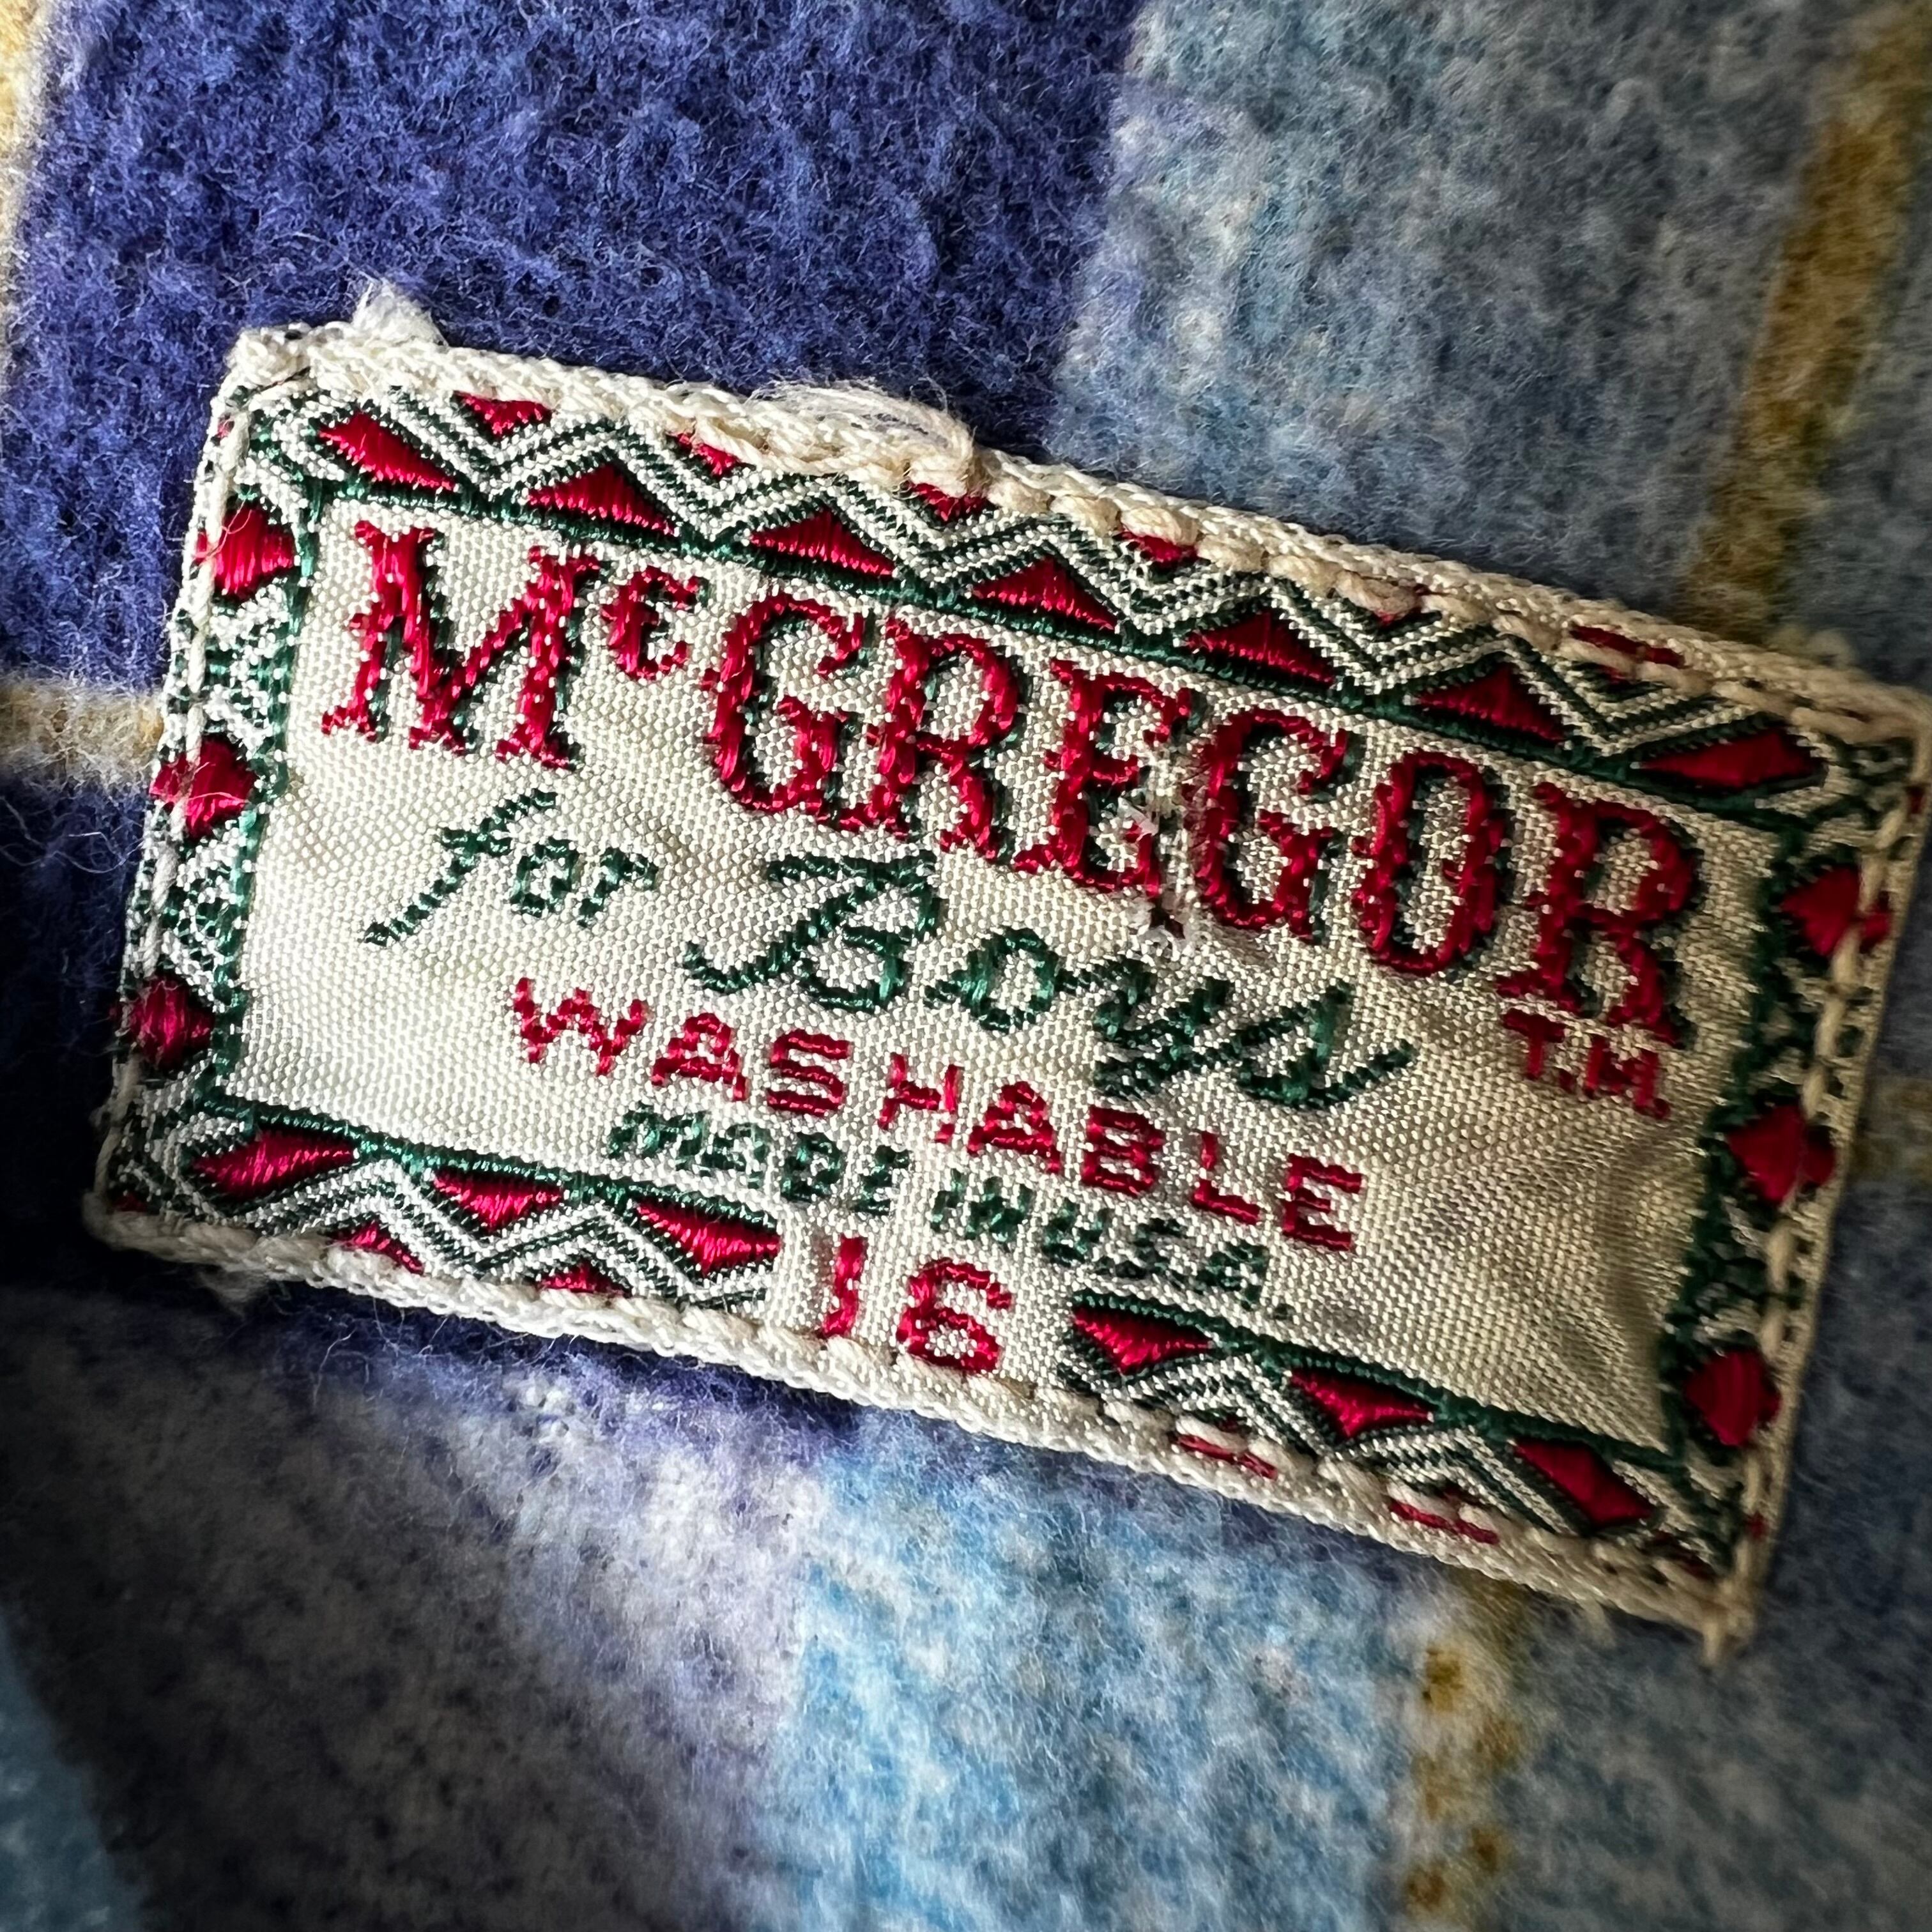 McGREGOR
T.M.
for Boys
WASHABLE
MADE IN U.S.A.
16